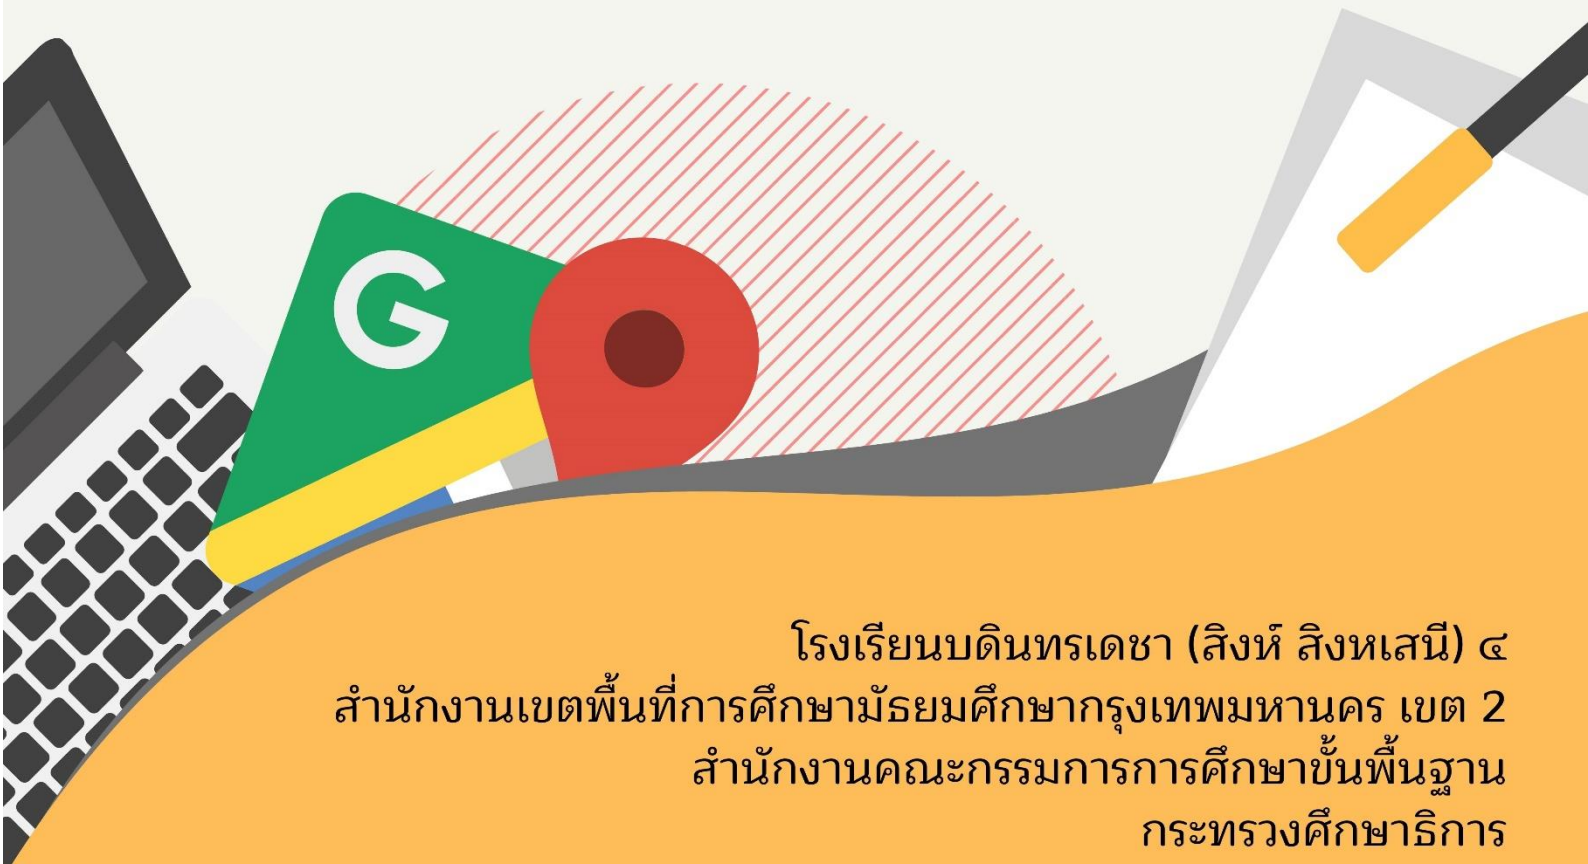 G
โรงเรียนบดินทรเดชา (สิงห์ สิงหเสนี) ๔
สำนักงานเขตพื้นที่การศึกษามัธยมศึกษากรุงเทพมหานคร เขต 2
สำนักงานคณะกรรมการการศึกษาขั้นพื้นฐาน
กระทรวงศึกษาธิการ